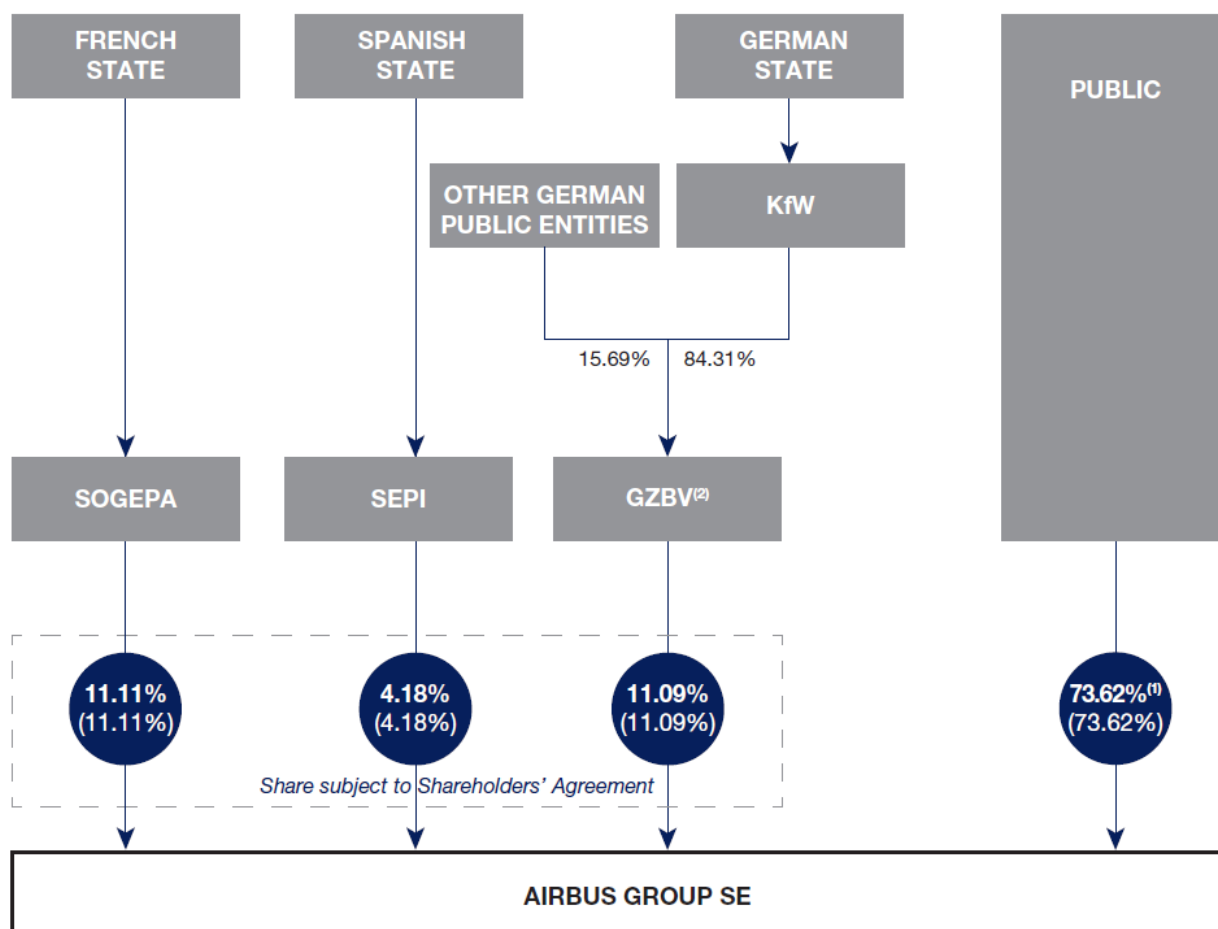 FRENCH
STATE
SPANISH
STATE
GERMAN
STATE
PUBLIC
OTHER GERMAN
PUBLIC ENTITIES
KfW
15.69%
84.31%
SOGEPA
SEPI
GZBV(2)
11.11%
(11.11%)
4.18%
(4.18%)
11.09%
(11.09%)
73.62%(1)
(73.62%)
Share subject to Shareholders’ Agreement
AIRBUS GROUP SE